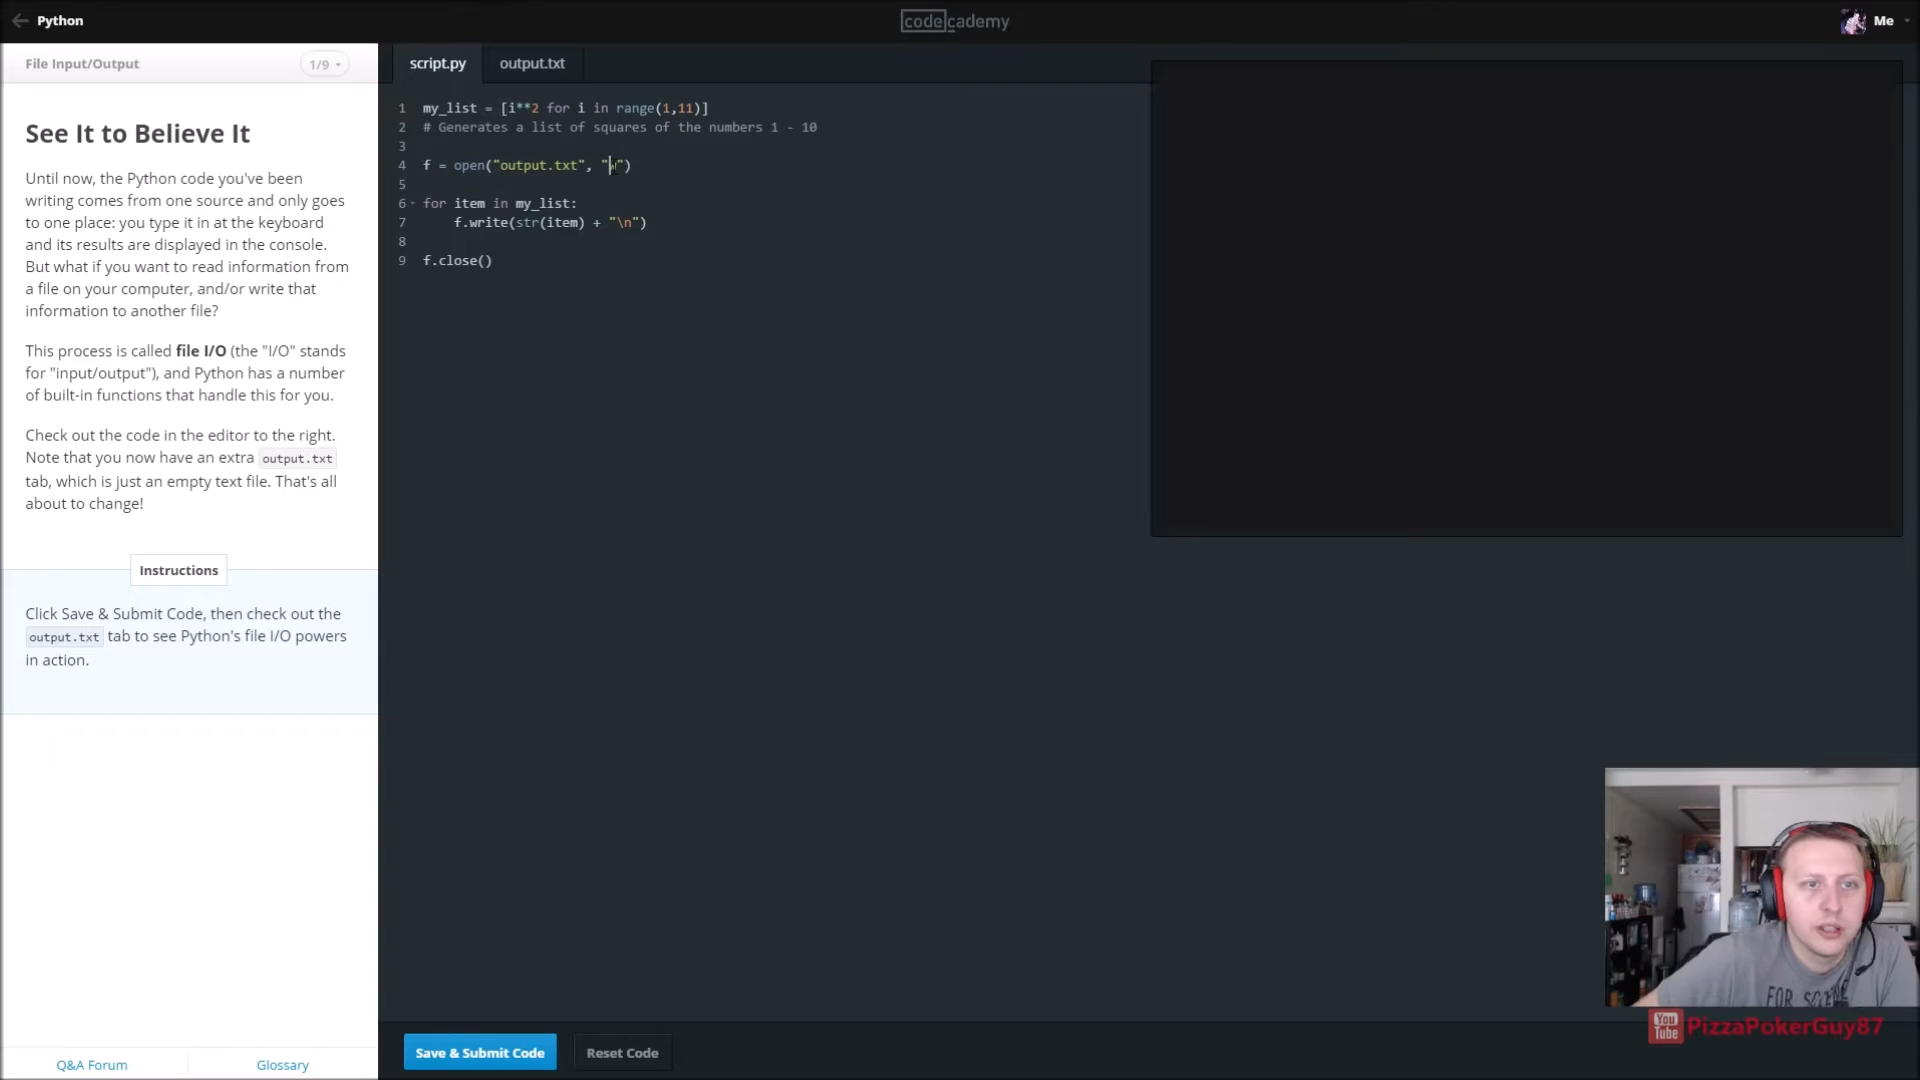 Python
codecademy
Me
File Input/Output
1/9
script.py
output.txt
See It to Believe It
Until now, the Python code you've been
writing comes from one source and only goes
to one place: you type it in at the keyboard
and its results are displayed in the console.
But what if you want to read information from
a file on your computer, and/or write that
information to another file?
This process is called file I/O (the "I/O" stands
for "input/output"), and Python has a number
of built-in functions that handle this for you.
Check out the code in the editor to the right.
Note that you now have an extra output.txt
tab, which is just an empty text file. That's all
about to change!
Instructions
Click Save & Submit Code, then check out the
output.txt tab to see Python's file I/O powers
in action.
Q&A Forum
Glossary
1 my_list = [i**2 for i in range(1,11)]
2 # Generates a list of squares of the numbers 1 - 10
3
4 f = open("output.txt", "w")
5
6 for item in my_list:
7 f.write(str(item) + "\n")
8
9 f.close()
Save & Submit Code
Reset Code
FOR SCIENCE
You Tube PizzaPokerGuy87